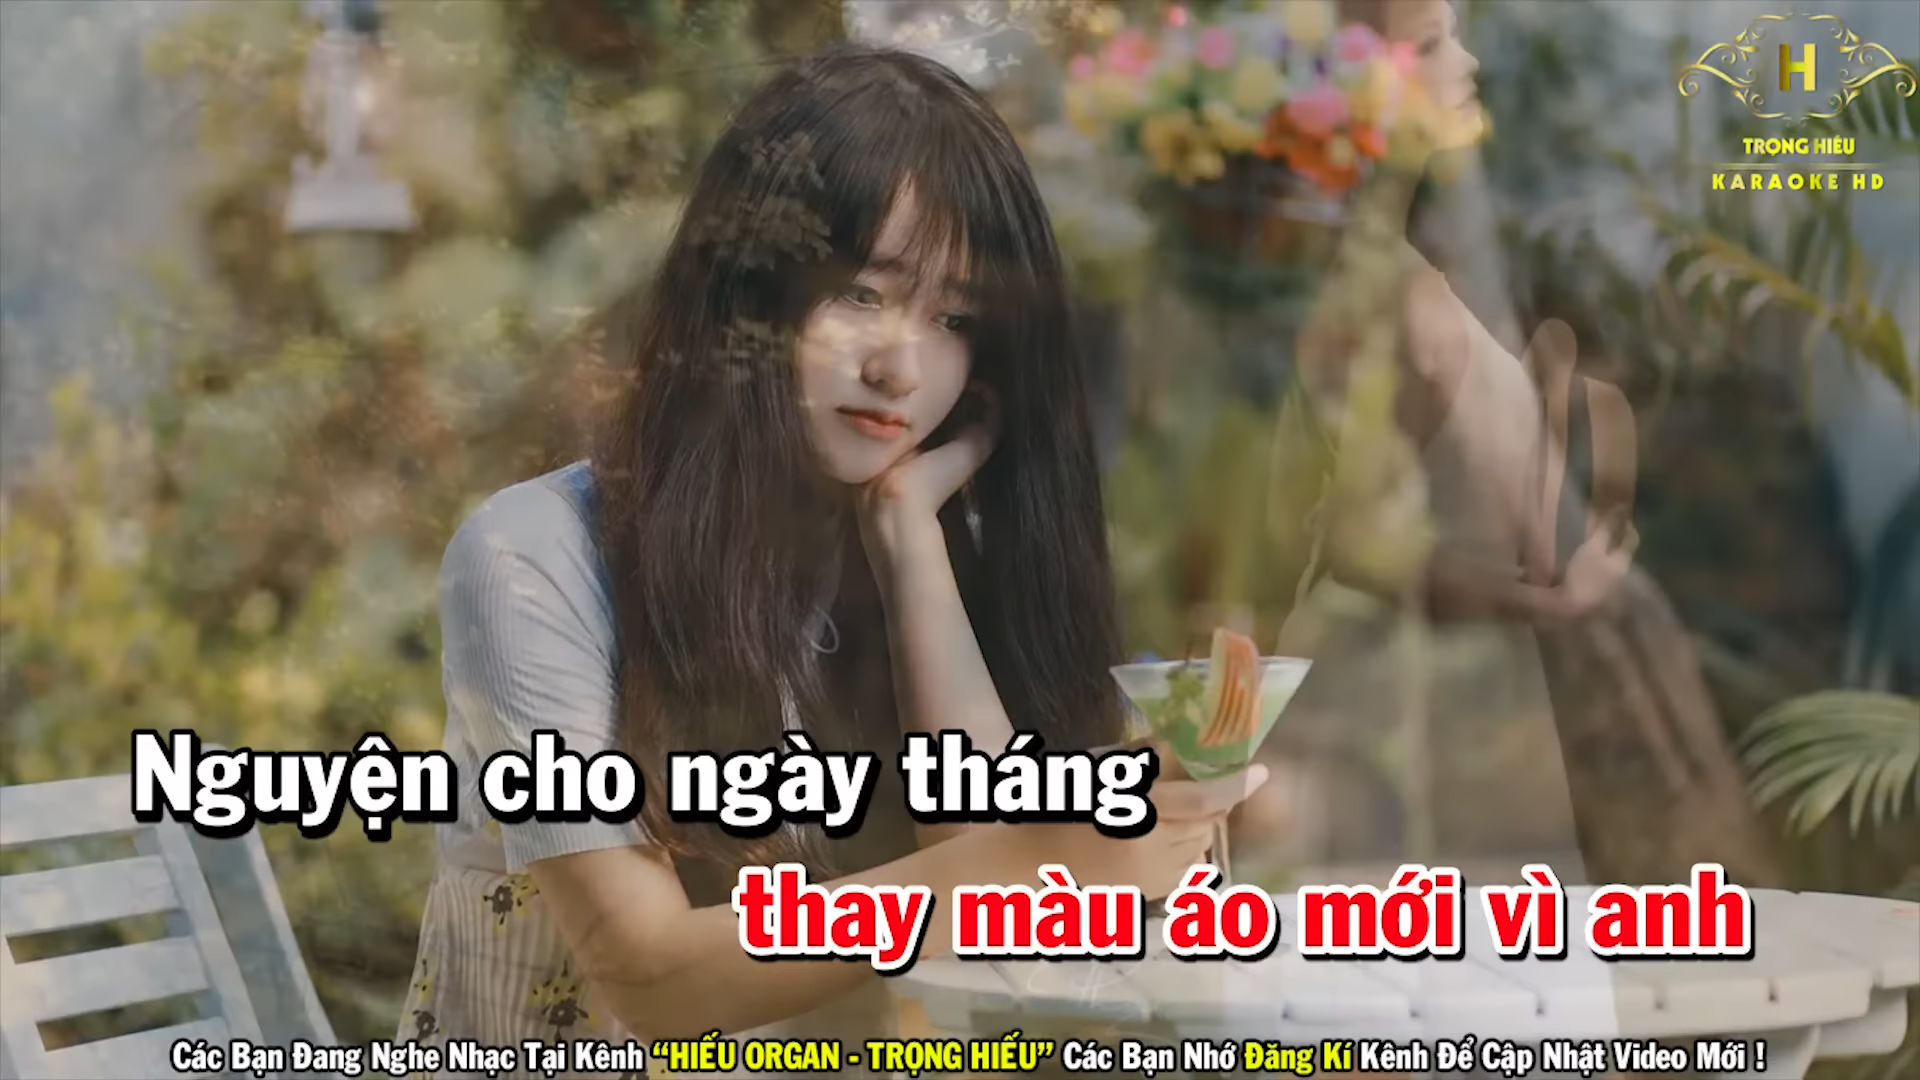 H
TRỌNG HIẾU
KARAOKE HD
Nguyện cho ngày tháng
thay màu áo mới vì anh
Các Bạn Đang Nghe Nhạc Tại Kênh “HIẾU ORGAN - TRỌNG HIẾU” Các Bạn Nhớ Đăng Kí Kênh Để Cập Nhật Video Mới !